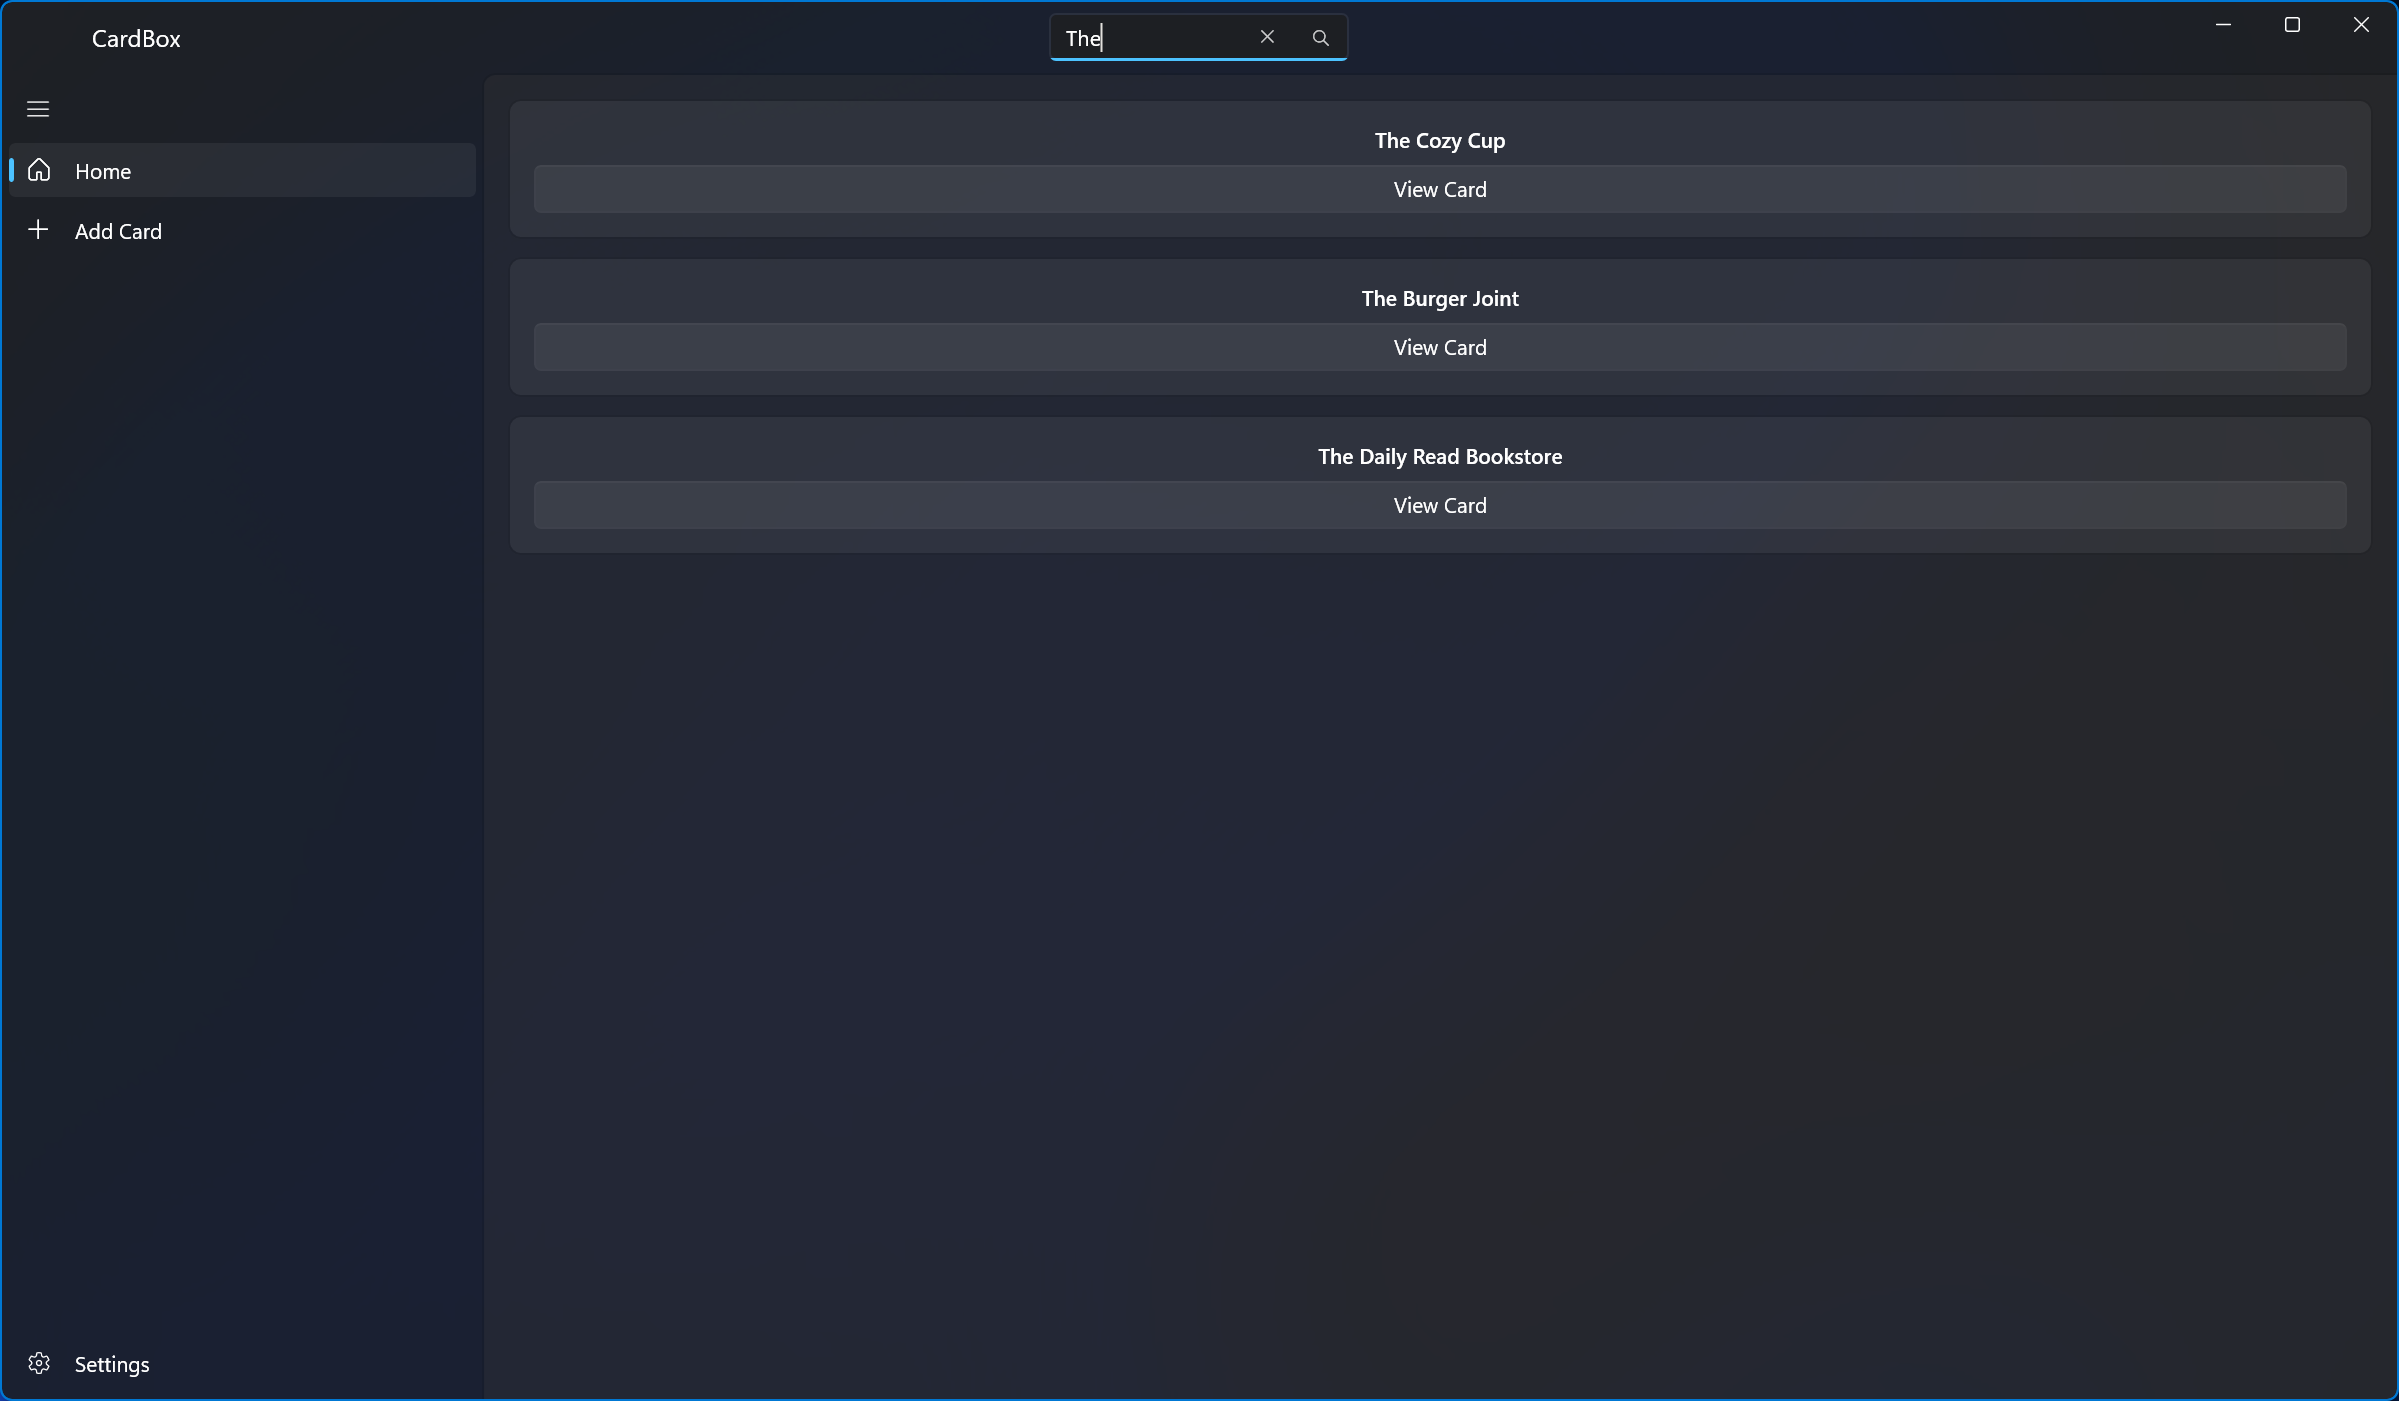 CardBox
The
Home
Add Card
The Cozy Cup
View Card
The Burger Joint
View Card
The Daily Read Bookstore
View Card
Settings